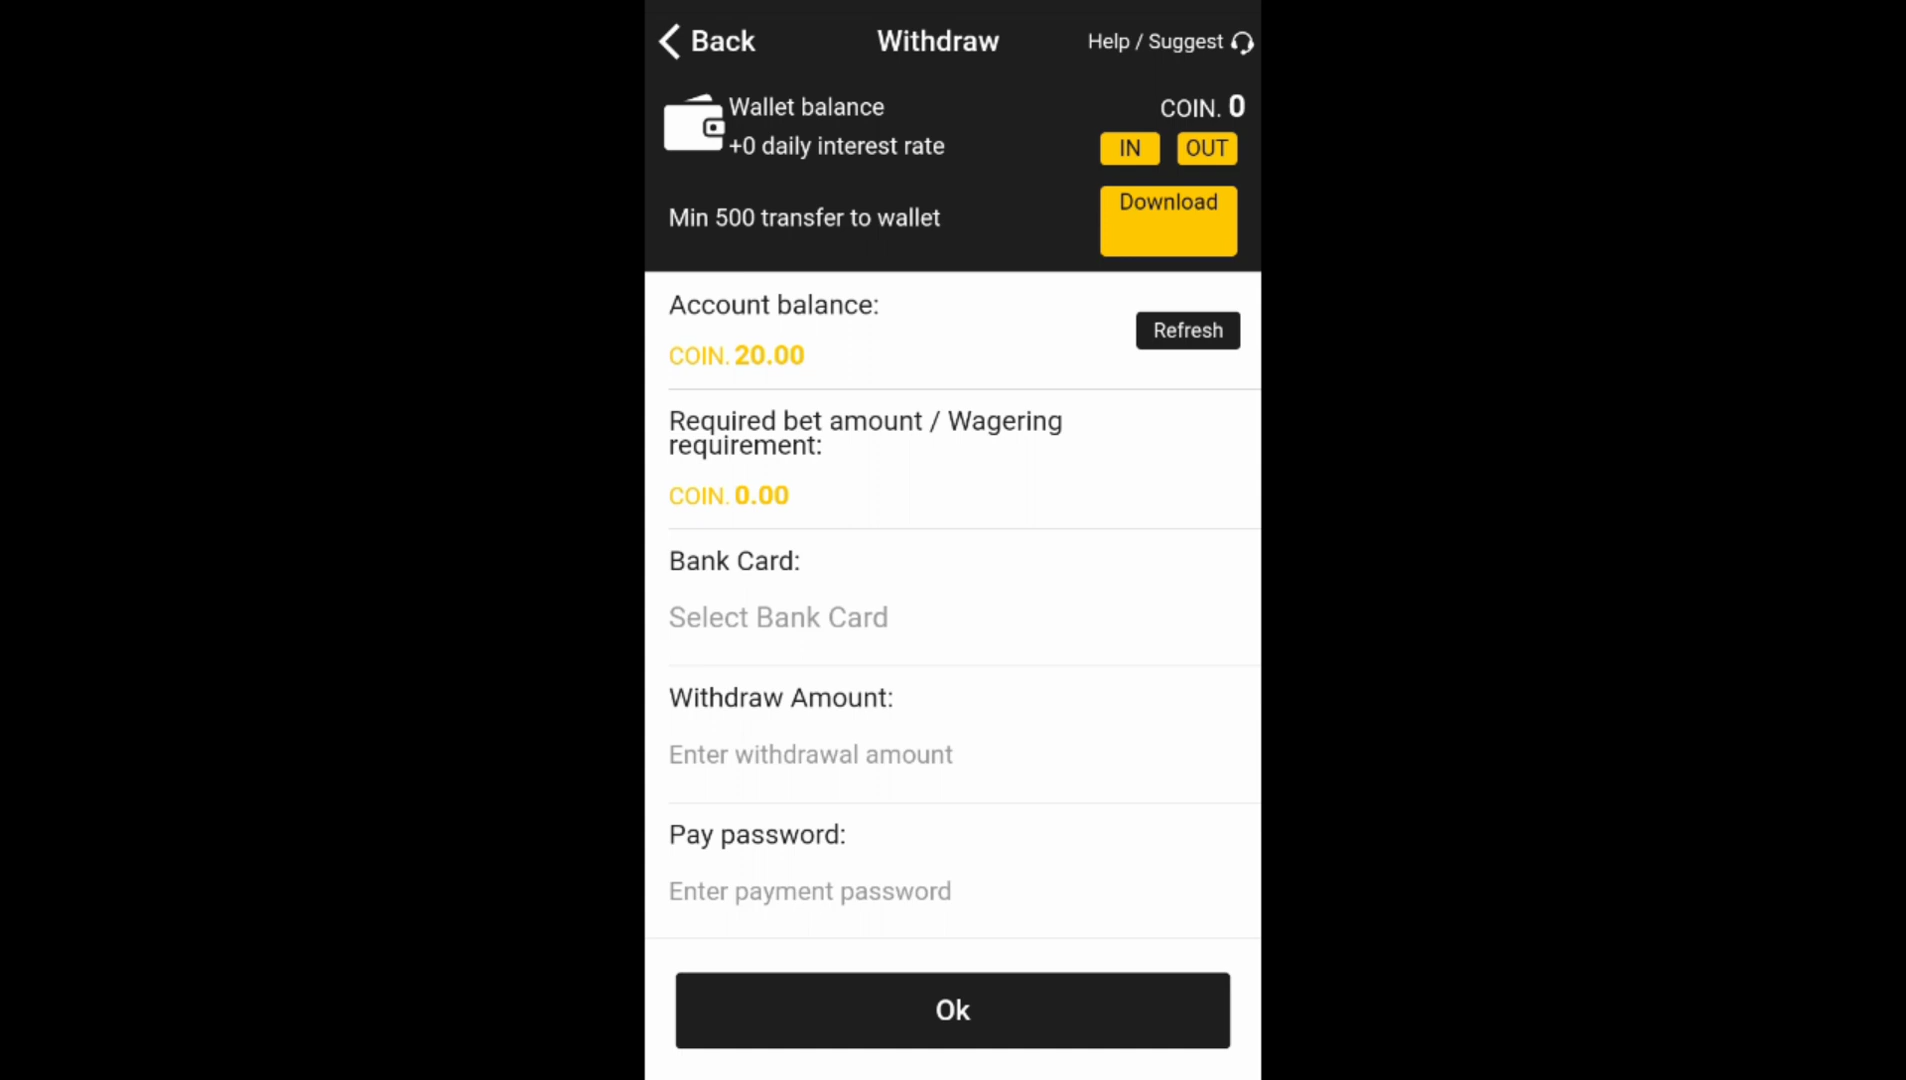 Back
Withdraw
Help / Suggest
Wallet balance
COIN. 0
+0 daily interest rate
IN
OUT
Min 500 transfer to wallet
Download
Account balance:
Refresh
COIN. 20.00
Required bet amount / Wagering
requirement:
COIN. 0.00
Bank Card:
Select Bank Card
Withdraw Amount:
Enter withdrawal amount
Pay password:
Enter payment password
Ok